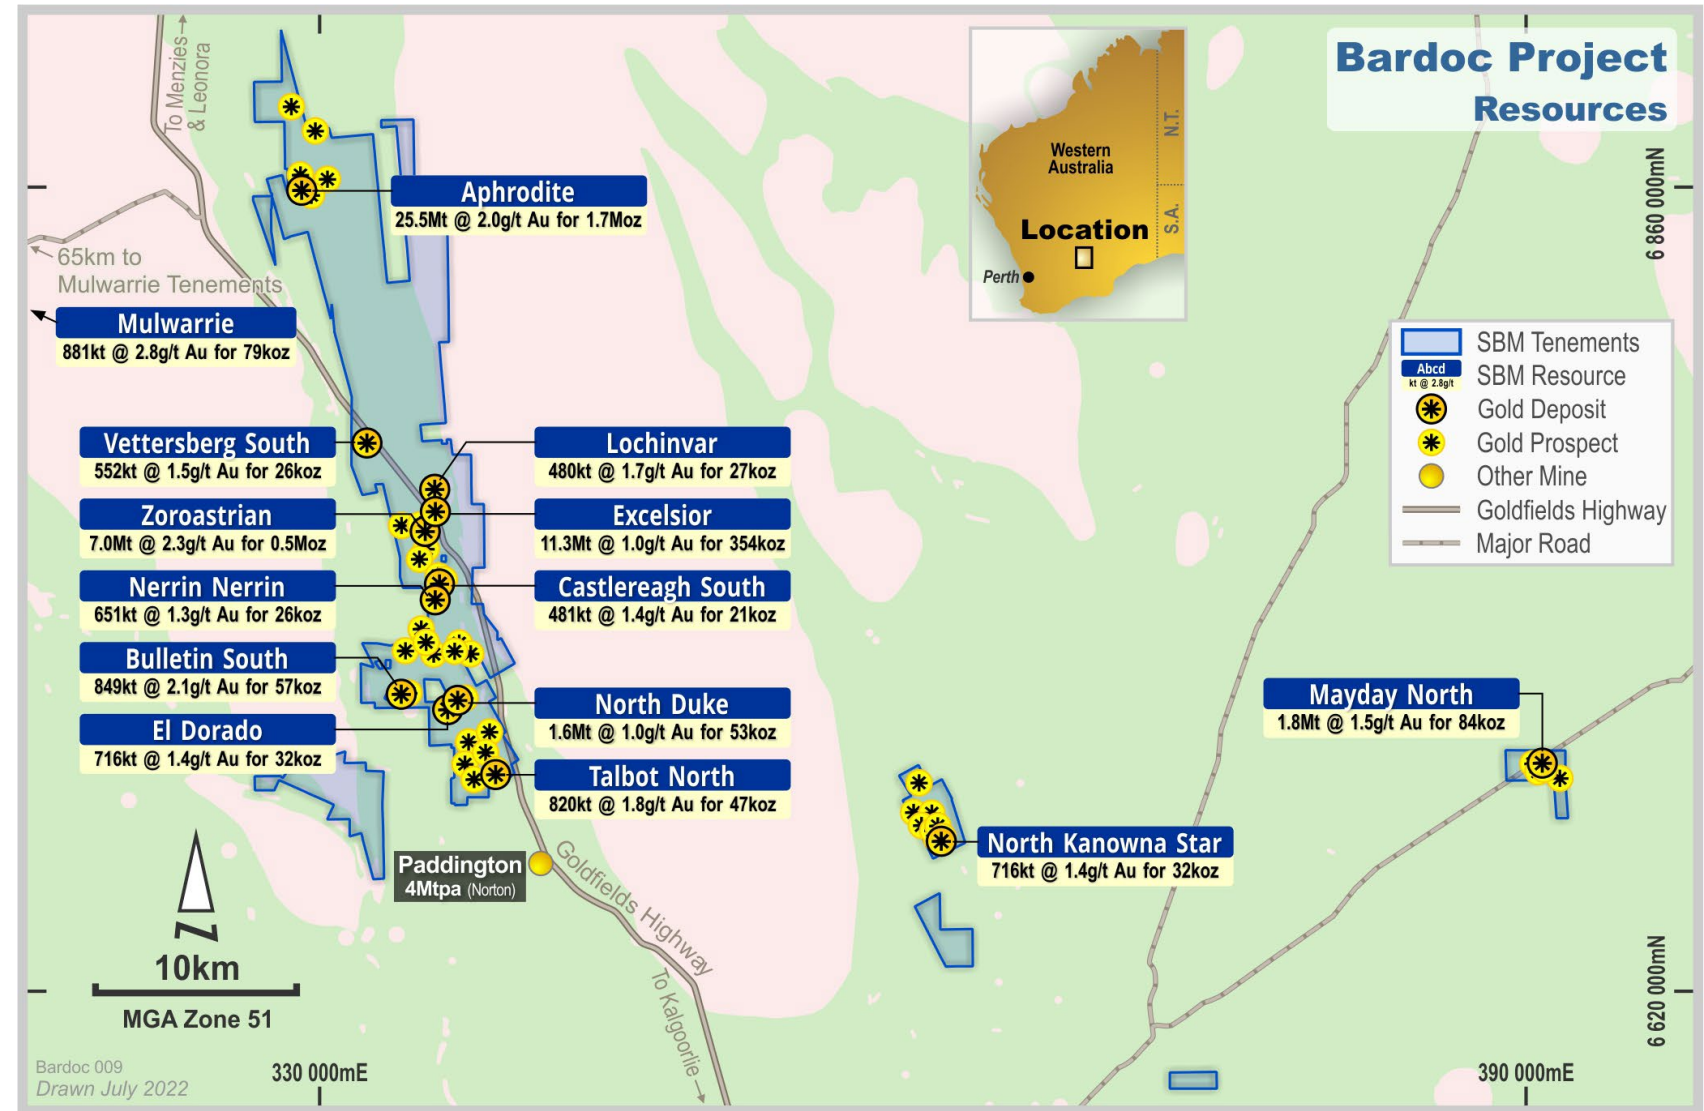 Bardoc Project
Resources
To Menzies
& Leonora
Western
Australia
N.T.
S.A.
Location
Perth
6 860 000mN
Aphrodite
25.5Mt @ 2.0g/t Au for 1.7Moz
65km to
Mulwarrie Tenements
Mulwarrie
881kt @ 2.8g/t Au for 79koz
SBM Tenements
Abcd
kt @ 2.8g/t
SBM Resource
Gold Deposit
Gold Prospect
Other Mine
Goldfields Highway
Major Road
Vettersberg South
552kt @ 1.5g/t Au for 26koz
Lochinvar
480kt @ 1.7g/t Au for 27koz
Zoroastrian
7.0Mt @ 2.3g/t Au for 0.5Moz
Excelsior
11.3Mt @ 1.0g/t Au for 354koz
Nerrin Nerrin
651kt @ 1.3g/t Au for 26koz
Castlereagh South
481kt @ 1.4g/t Au for 21koz
Bulletin South
849kt @ 2.1g/t Au for 57koz
North Duke
1.6Mt @ 1.0g/t Au for 53koz
El Dorado
716kt @ 1.4g/t Au for 32koz
Talbot North
820kt @ 1.8g/t Au for 47koz
Mayday North
1.8Mt @ 1.5g/t Au for 84koz
North Kanowna Star
716kt @ 1.4g/t Au for 32koz
Paddington
4Mtpa (Norton)
Goldfields Highway
To Kalgoorlie
N
10km
MGA Zone 51
6 620 000mN
Bardoc 009
Drawn July 2022
330 000mE
390 000mE